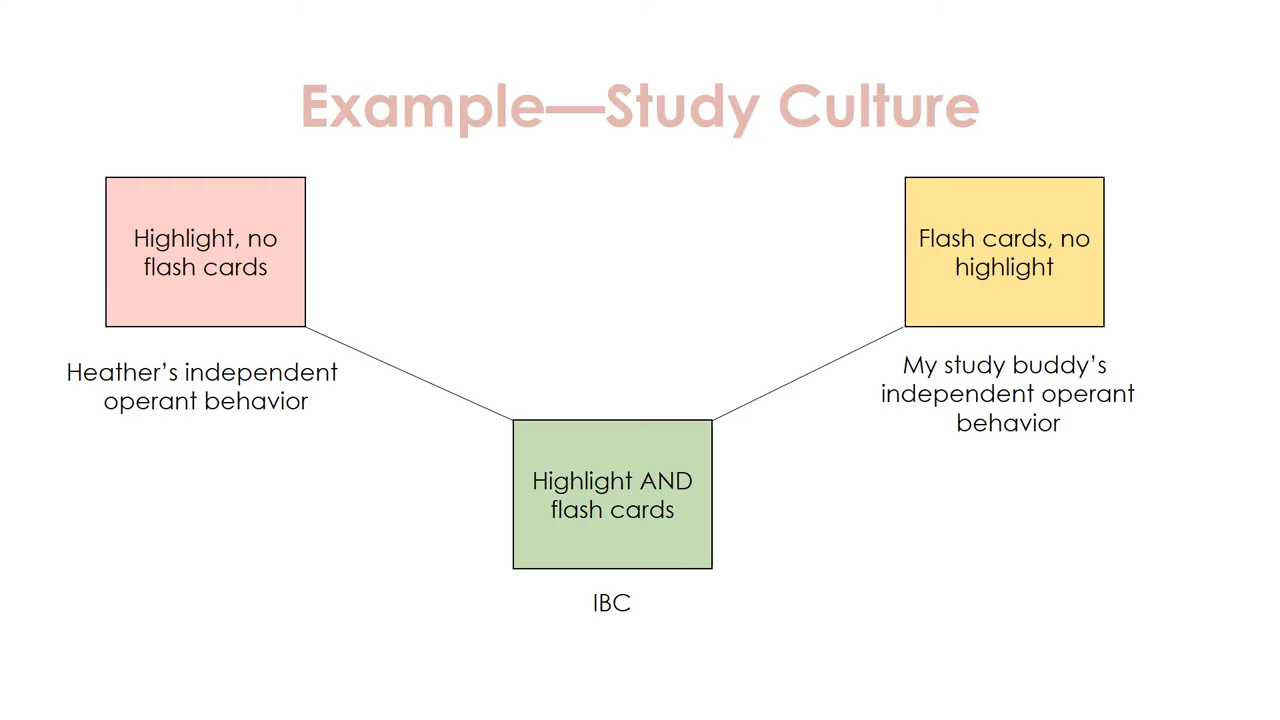 Example—Study Culture
Highlight, no
flash cards
Flash cards, no
highlight
Heather’s independent
operant behavior
My study buddy’s
independent operant
behavior
Highlight AND
flash cards
IBC